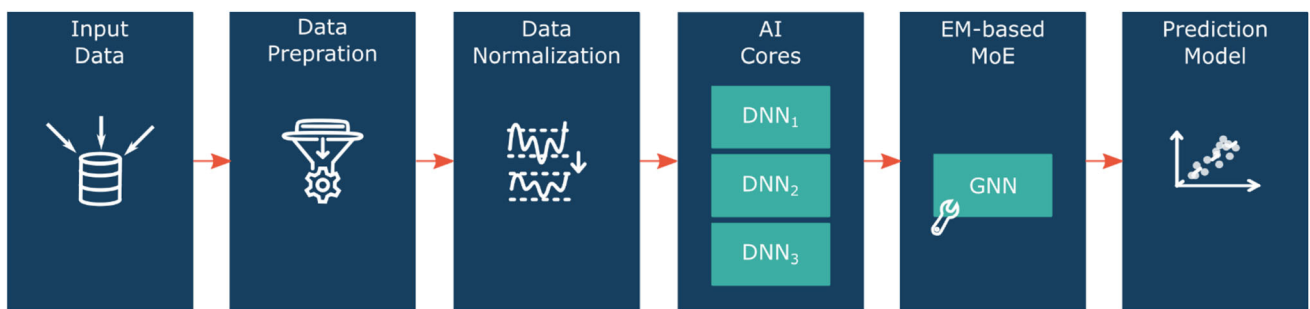 Input
Data
Data
Prepration
Data
Normalization
AI
Cores
DNN₁
DNN₂
DNN₃
EM-based
MoE
GNN
Prediction
Model